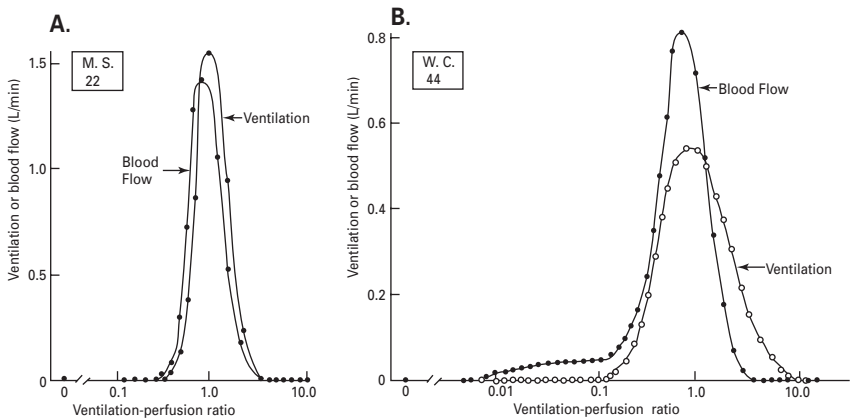 A.
M. S.
22
Ventilation or blood flow (L/min)
1.5
1.0
0.5
0
Ventilation
Blood
Flow
0 0.1 1.0 10.0
Ventilation-perfusion ratio
B.
W. C.
44
Ventilation or blood flow (L/min)
0.8
0.6
0.4
0.2
0
Blood Flow
Ventilation
0 0.01 0.1 1.0 10.0
Ventilation-perfusion ratio